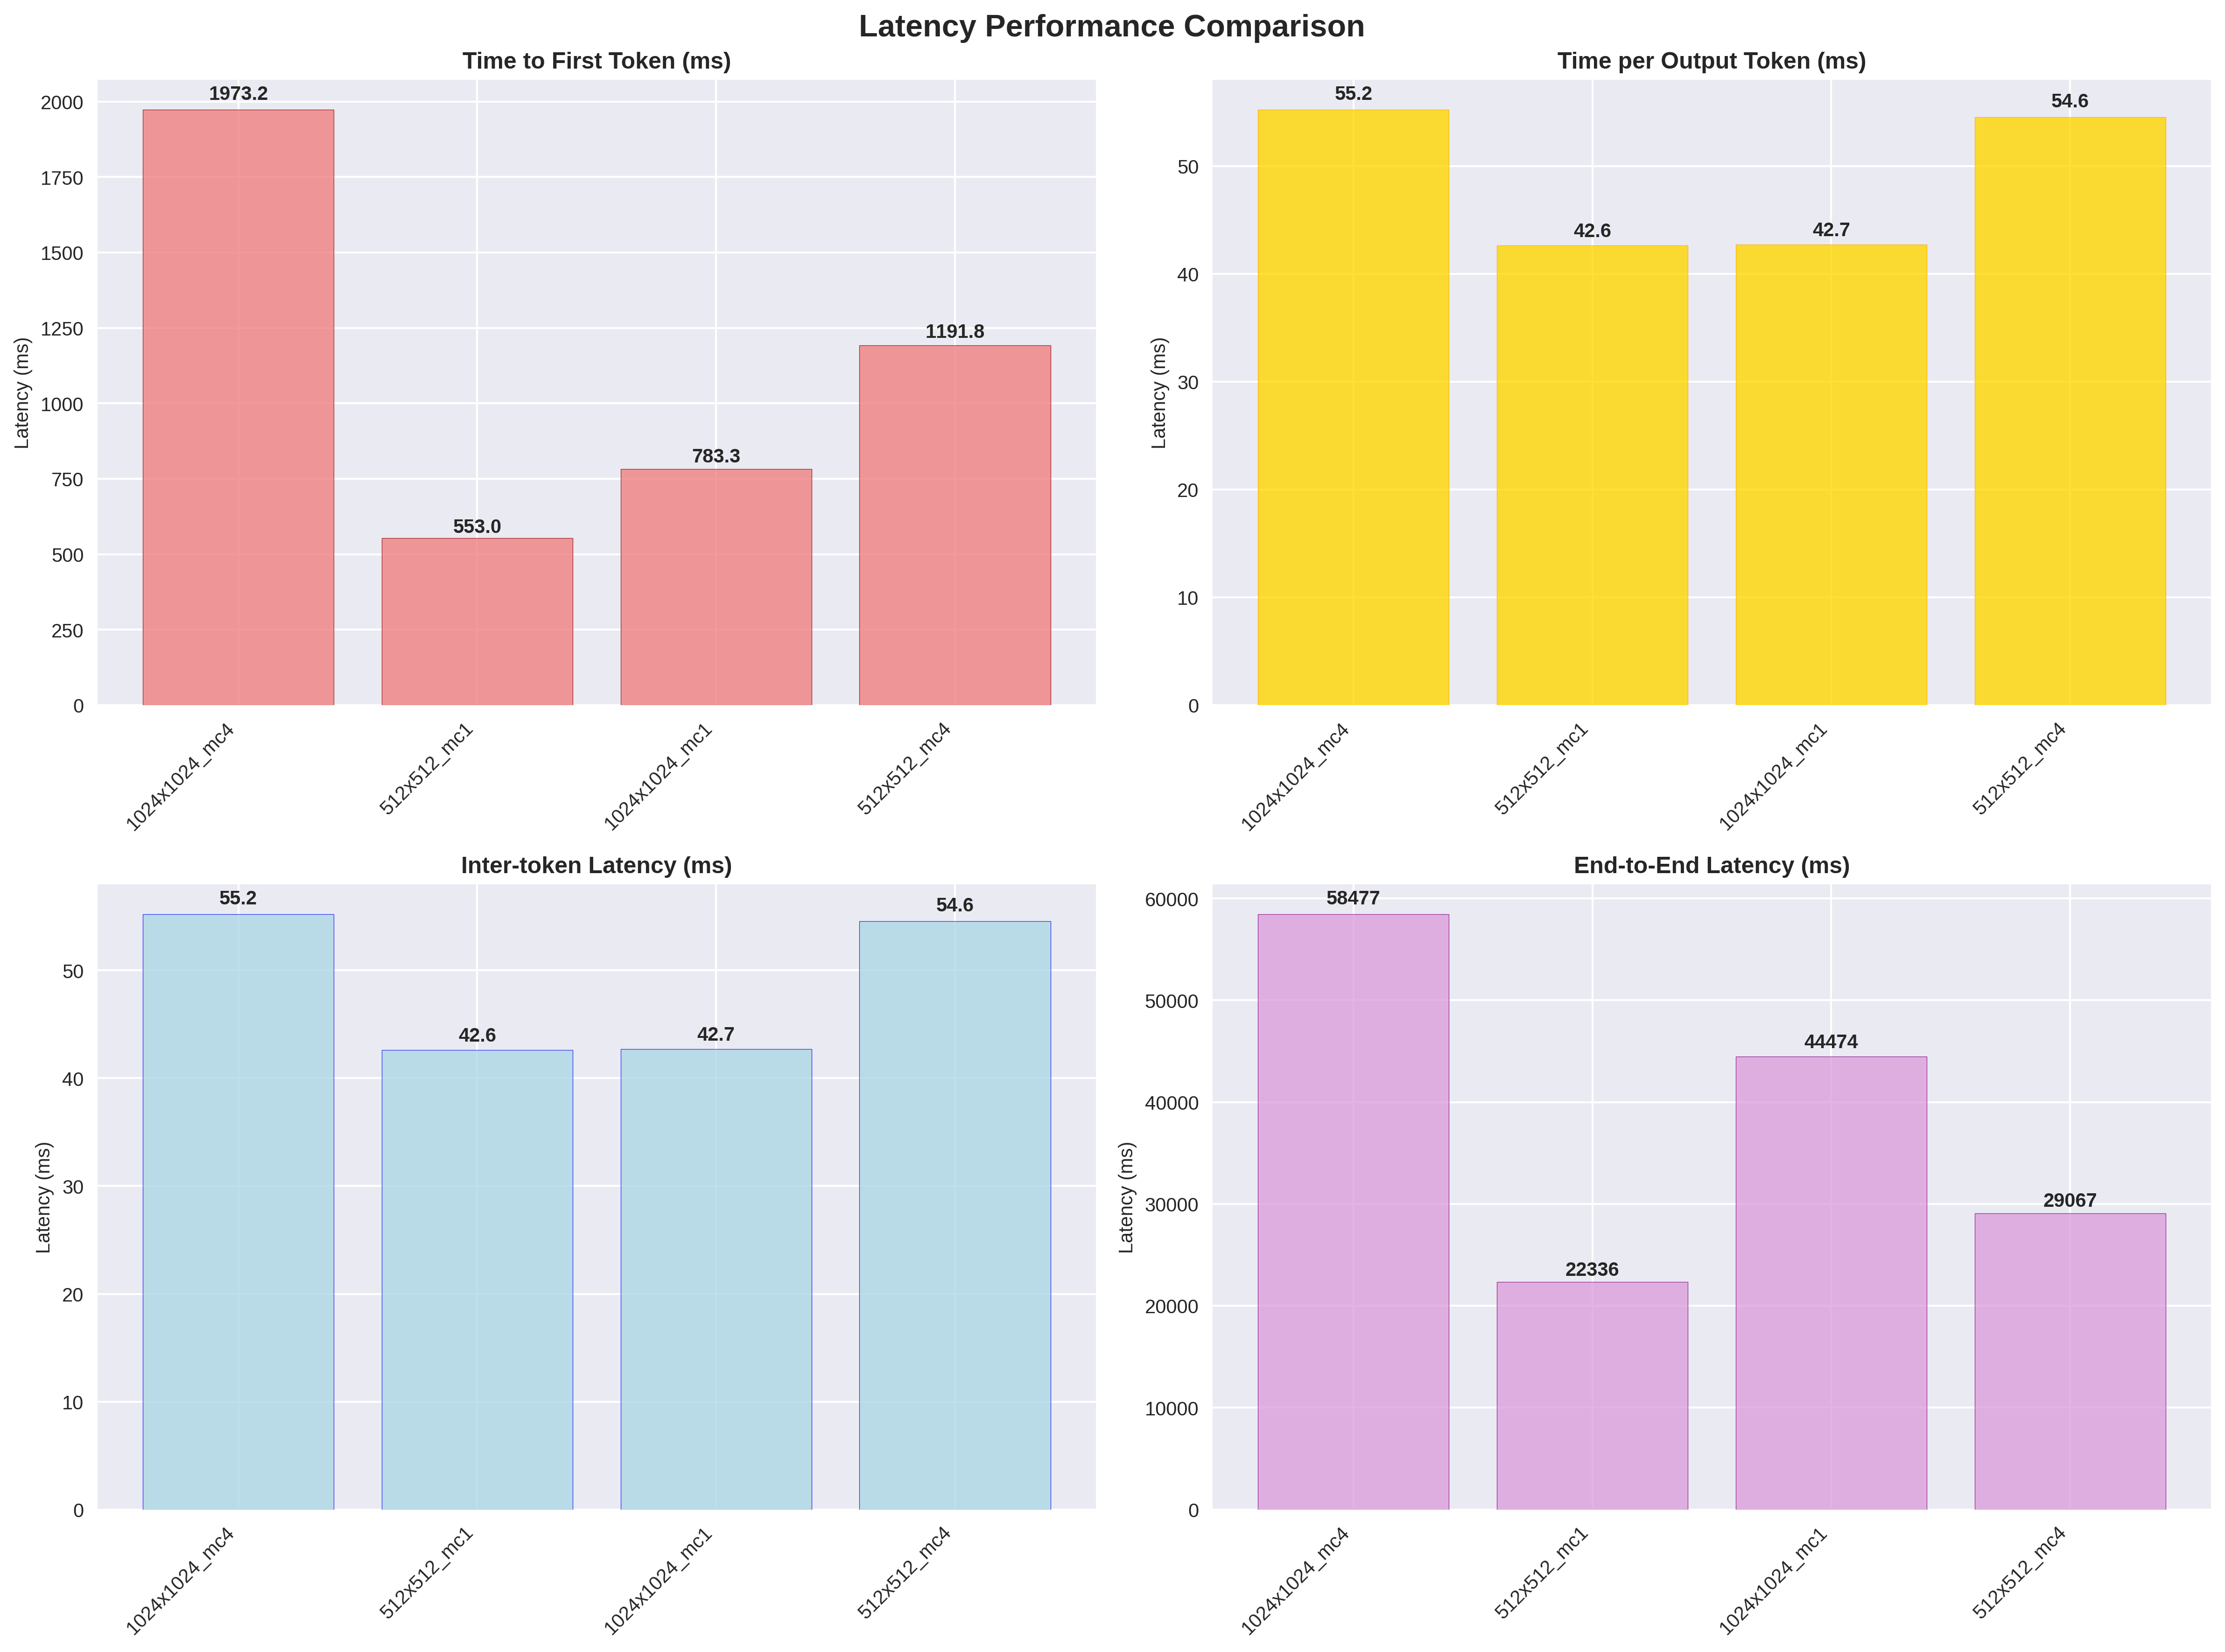 Latency Performance Comparison
Time to First Token (ms)
Latency (ms)
2000
1750
1500
1250
1000
750
500
250
0
1973.2
553.0
783.3
1191.8
1024x1024_mc4
512x512_mc1
1024x1024_mc1
512x512_mc4
Time per Output Token (ms)
Latency (ms)
50
40
30
20
10
0
55.2
42.6
42.7
54.6
1024x1024_mc4
512x512_mc1
1024x1024_mc1
512x512_mc4
Inter-token Latency (ms)
Latency (ms)
50
40
30
20
10
0
55.2
42.6
42.7
54.6
1024x1024_mc4
512x512_mc1
1024x1024_mc1
512x512_mc4
End-to-End Latency (ms)
Latency (ms)
60000
50000
40000
30000
20000
10000
0
58477
22336
44474
29067
1024x1024_mc4
512x512_mc1
1024x1024_mc1
512x512_mc4